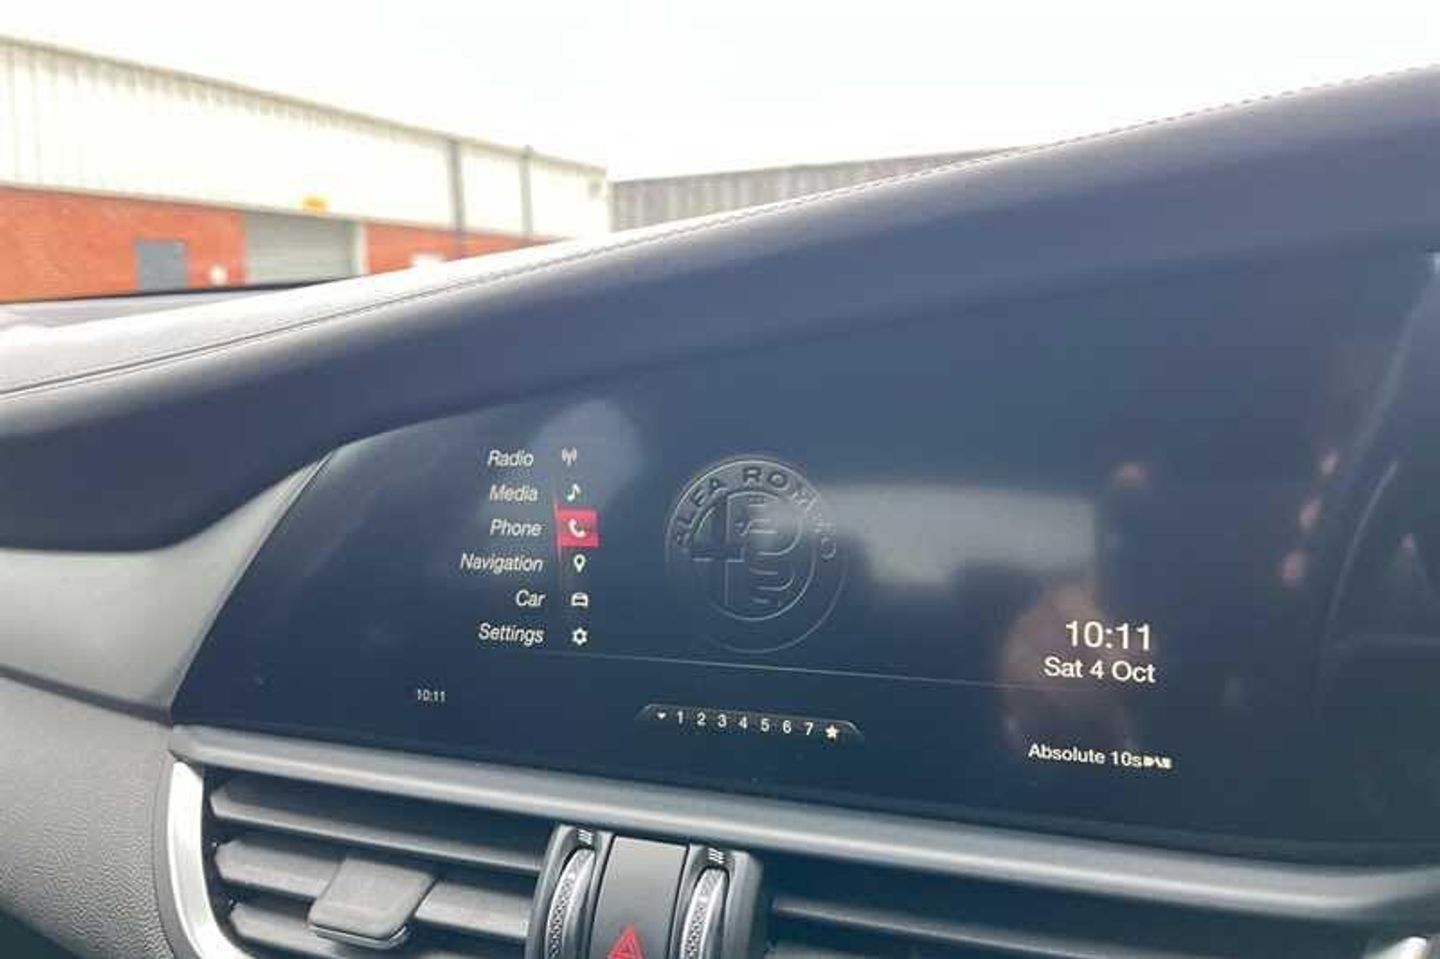 Radio
Media
Phone
Navigation
Car
Settings
ALFA ROMEO
10:11
Sat 4 Oct
10:11
1 2 3 4 5 6 7
Absolute 10s DAB